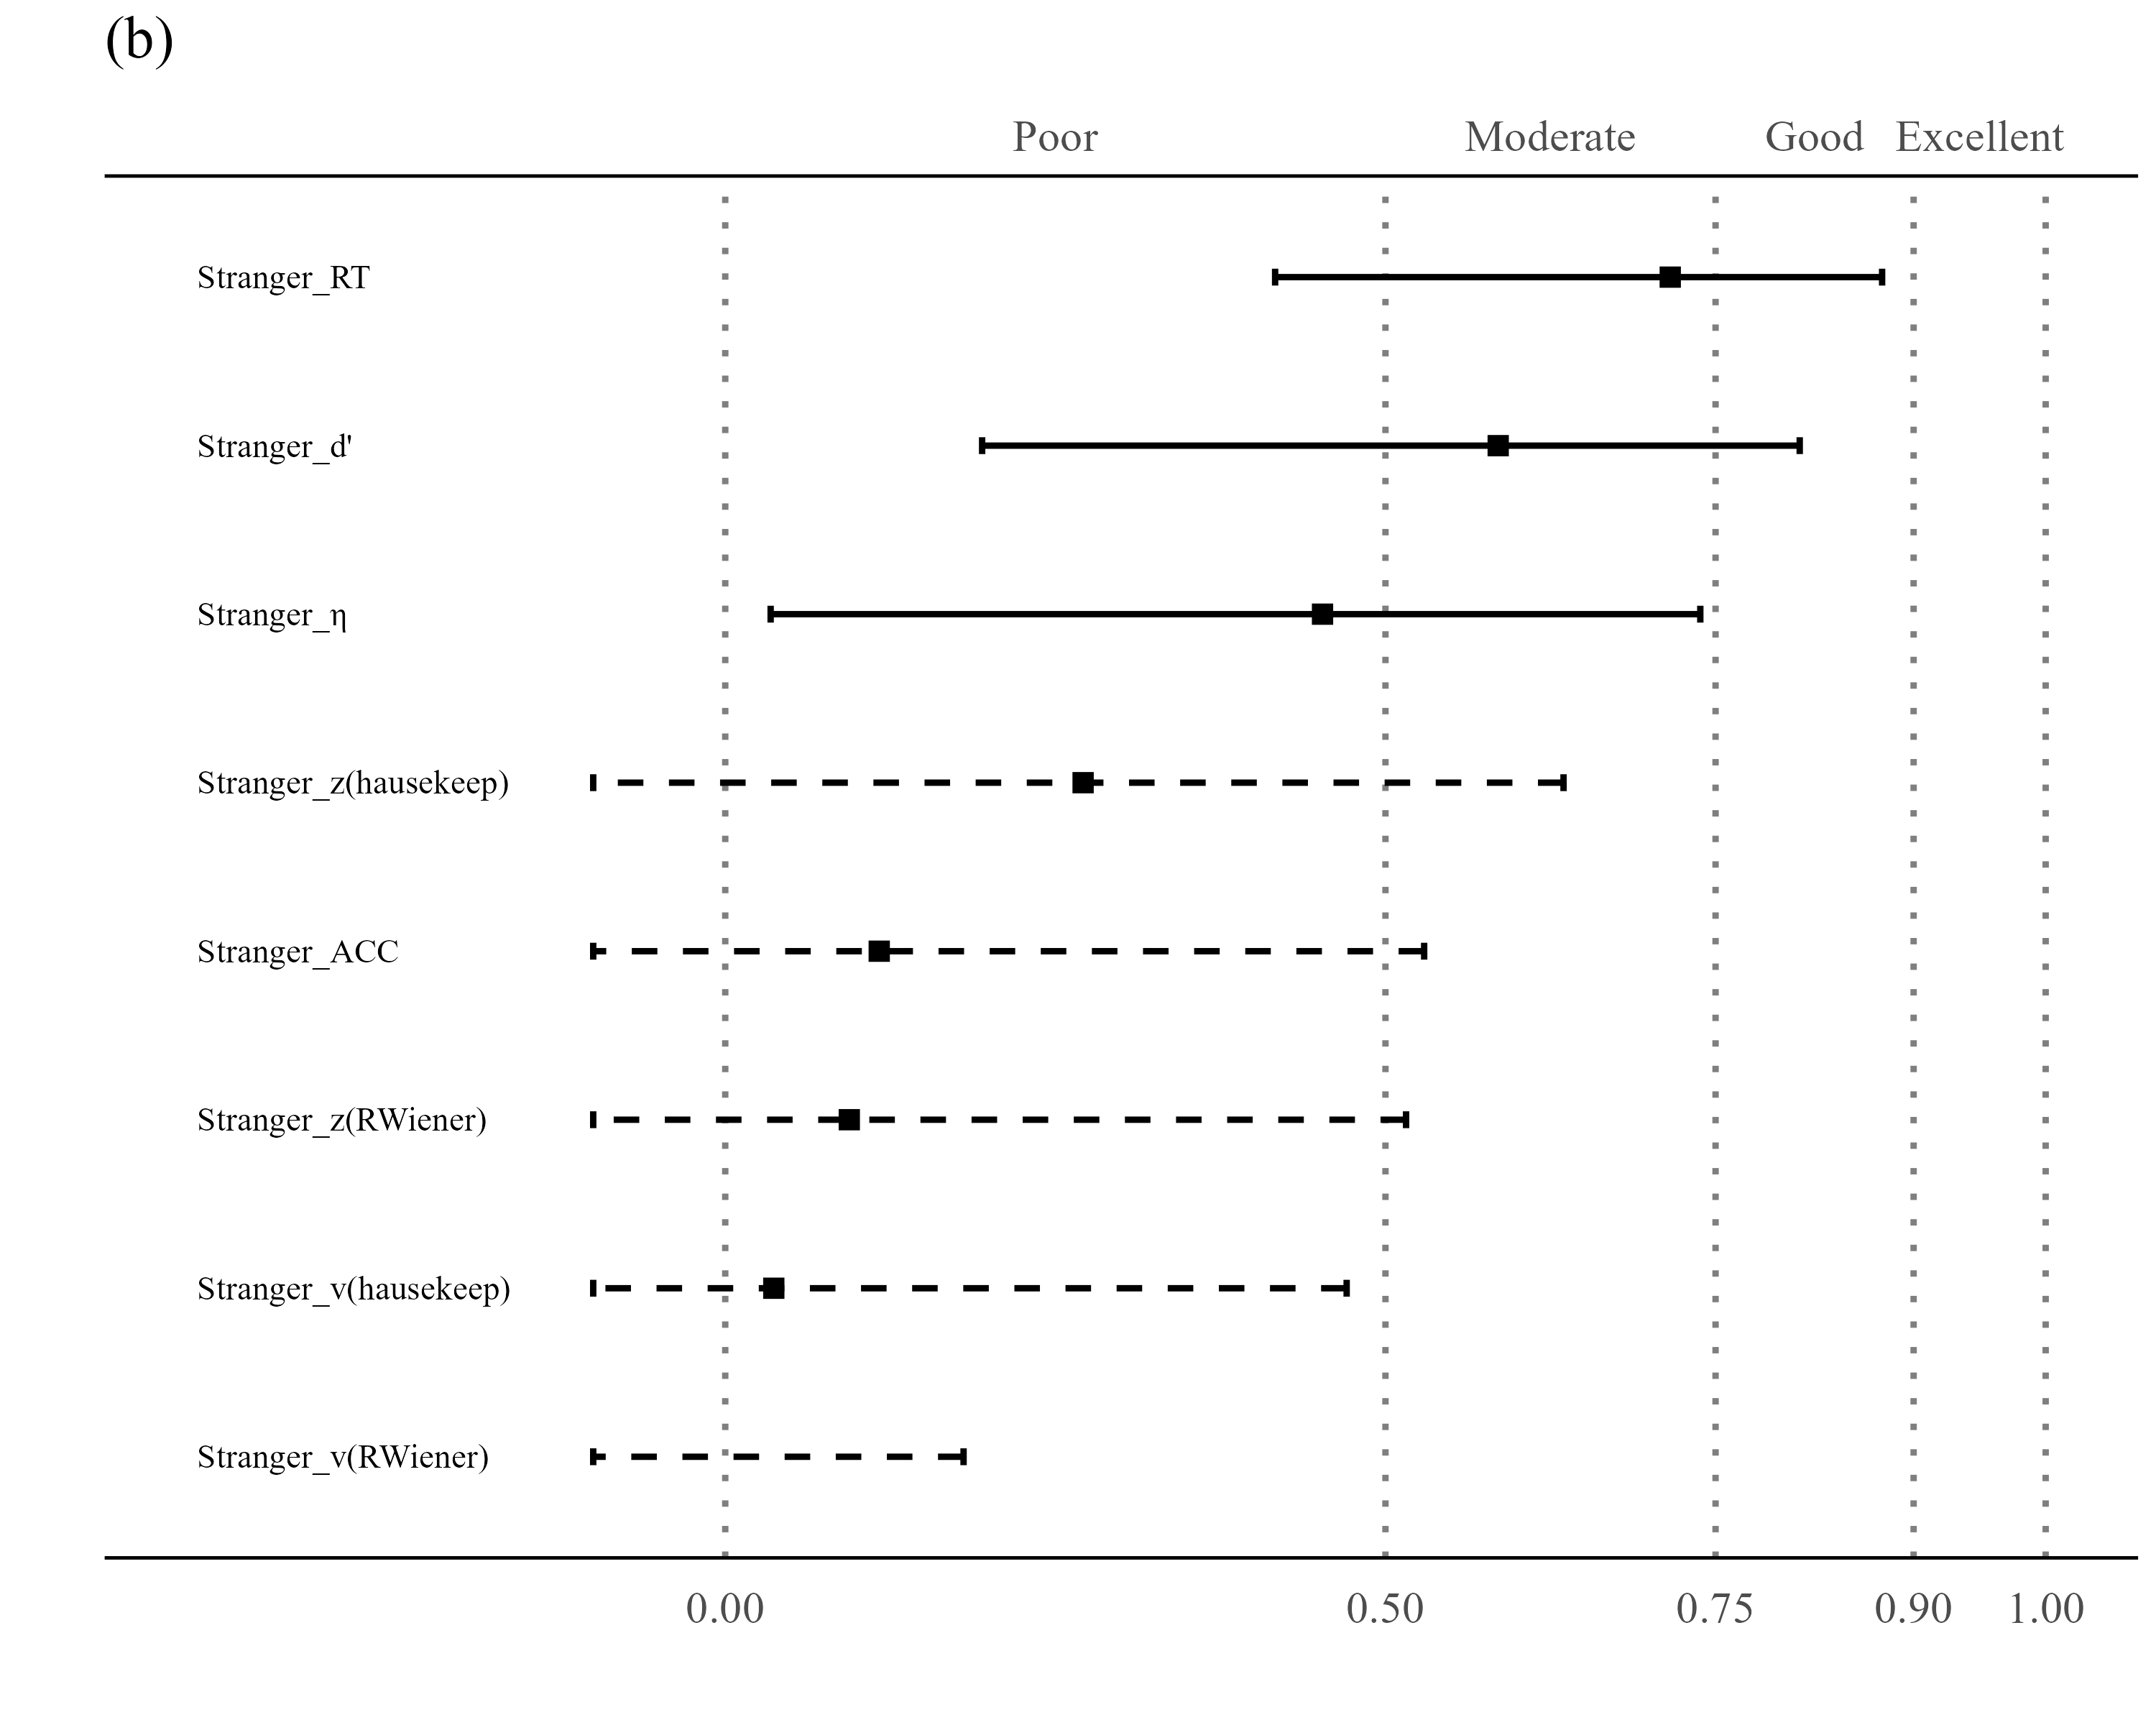 (b)
Poor Moderate Good Excellent
Stranger_RT
Stranger_d'
Stranger_η
Stranger_z(hausekeep)
Stranger_ACC
Stranger_z(RWiener)
Stranger_v(hausekeep)
Stranger_v(RWiener)
0.00 0.50 0.75 0.90 1.00